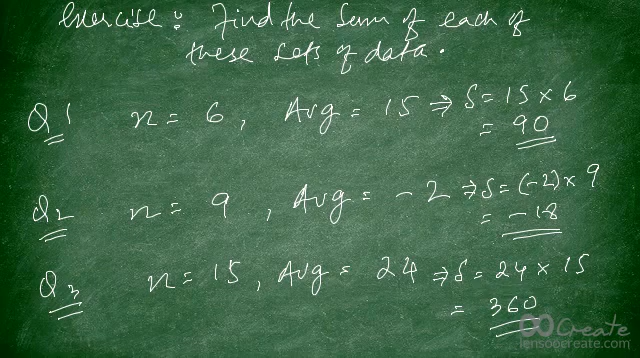 Exercise: Find the Sum of each of
these sets of data.
Q1 n = 6, Avg = 15 ⇒ S = 15 × 6
= 90
Q2 n = 9, Avg = -2 ⇒ S = (-2) × 9
= -18
Q3 n = 15, Avg = 24 ⇒ S = 24 × 15
= 360
Create
lensoocreate.com